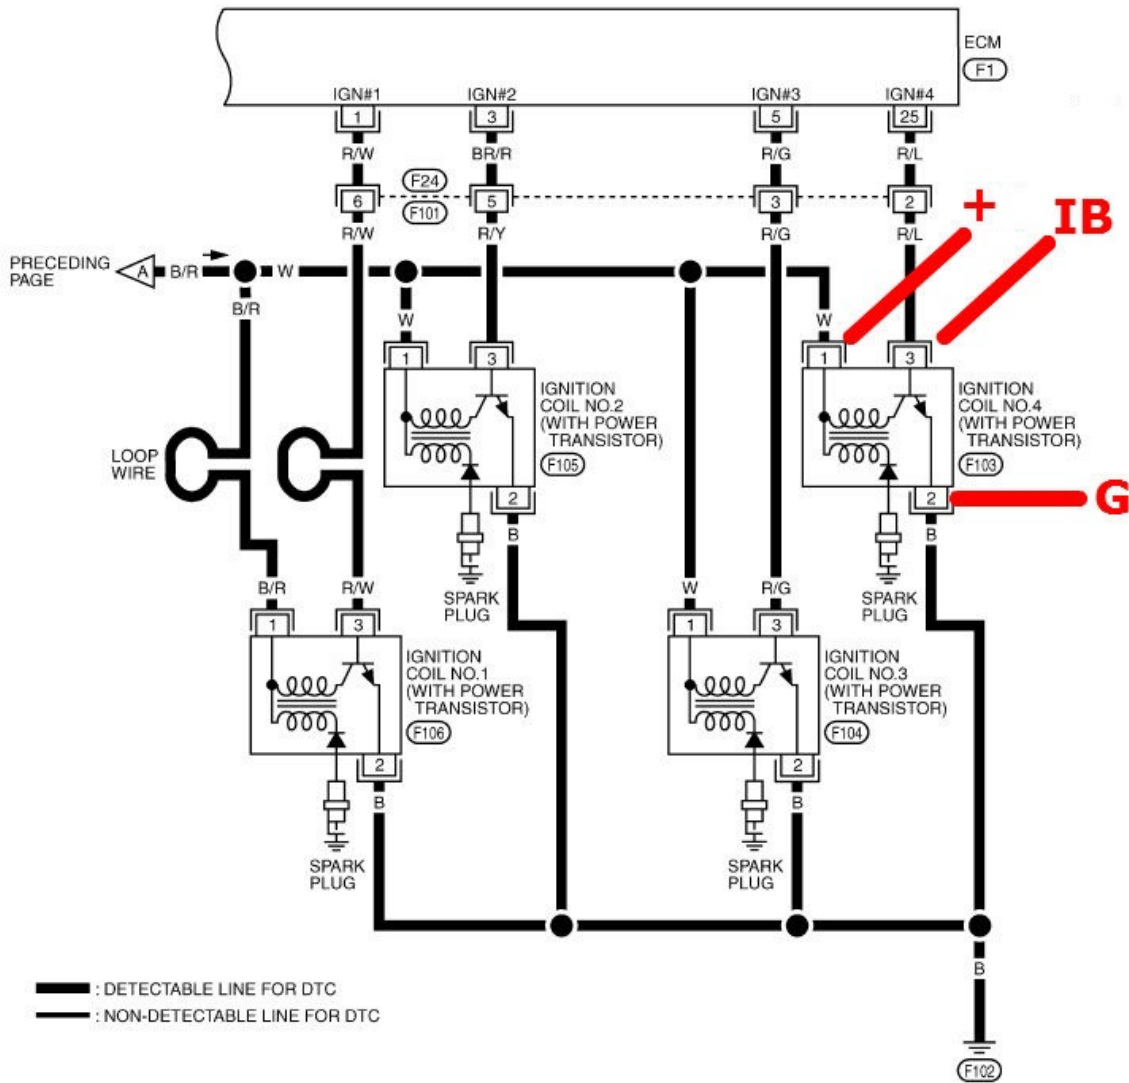 ECM
F1
IGN#1
IGN#2
IGN#3
IGN#4
1
3
5
25
R/W
BR/R
R/G
R/L
F24
6
5
3
2
F101
R/W
R/Y
R/G
R/L
+
IB
PRECEDING
PAGE
A
B/R
W
B/R
W
W
1
3
1
3
IGNITION
COIL NO.2
(WITH POWER
TRANSISTOR)
F105
IGNITION
COIL NO.4
(WITH POWER
TRANSISTOR)
F103
LOOP
WIRE
2
2
G
B
B
SPARK
PLUG
SPARK
PLUG
B/R
R/W
W
R/G
1
3
1
3
IGNITION
COIL NO.1
(WITH POWER
TRANSISTOR)
F106
IGNITION
COIL NO.3
(WITH POWER
TRANSISTOR)
F104
2
2
B
B
SPARK
PLUG
SPARK
PLUG
B
: DETECTABLE LINE FOR DTC
: NON-DETECTABLE LINE FOR DTC
F102